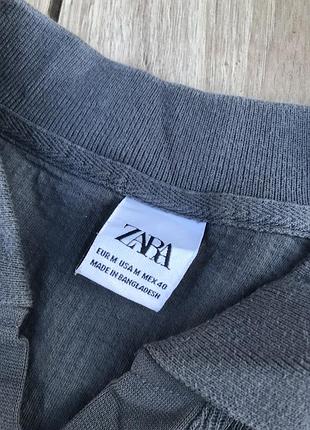 ZARA
EUR M USA M MEX 40
MADE IN BANGLADESH